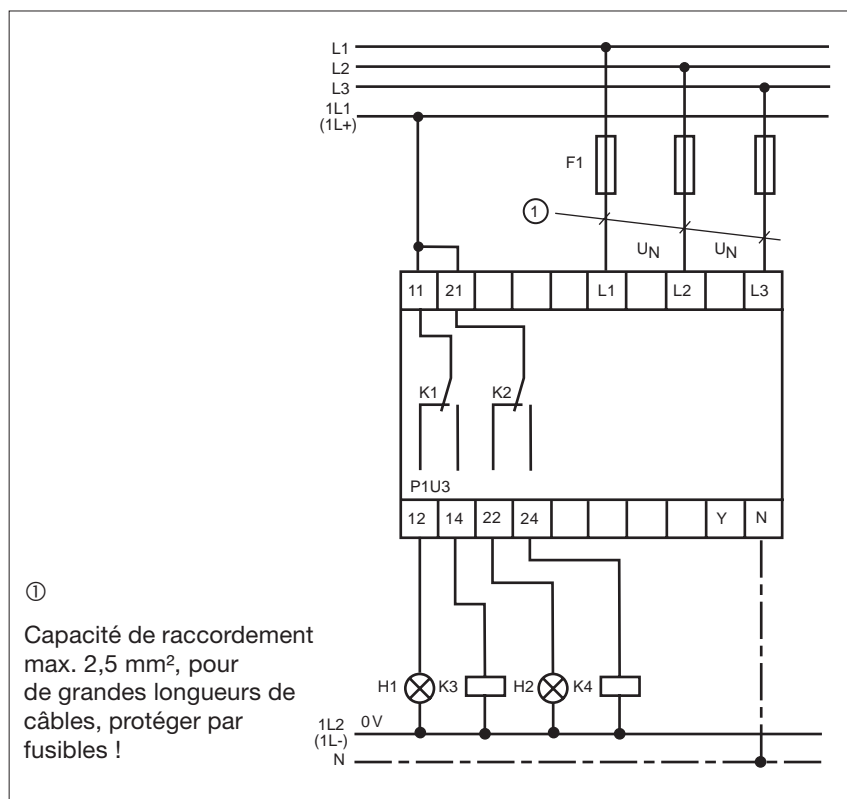 L1
L2
L3
1L1
(1L+)
F1
①
UN UN
11 21 L1 L2 L3
K1 K2
P1U3
12 14 22 24 Y N
①
Capacité de raccordement
max. 2,5 mm², pour
de grandes longueurs de
câbles, protéger par
fusibles !
H1 K3 H2 K4
1L2 0 V
(1L-)
N